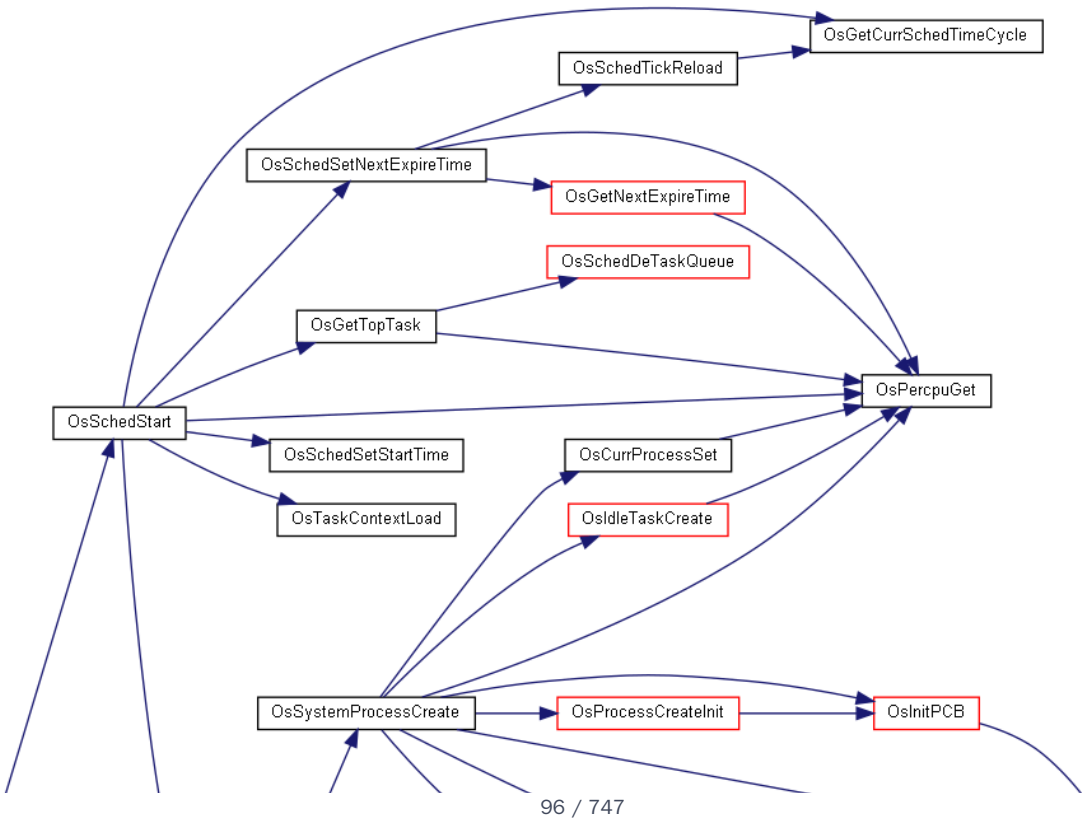 OsGetCurrSchedTimeCycle
OsSchedTickReload
OsSchedSetNextExpireTime
OsGetNextExpireTime
OsSchedDeTaskQueue
OsGetTopTask
OsPercpuGet
OsSchedStart
OsSchedSetStartTime
OsCurrProcessSet
OsTaskContextLoad
OsIdleTaskCreate
OsSystemProcessCreate
OsProcessCreateInit
OsInitPCB
96 / 747